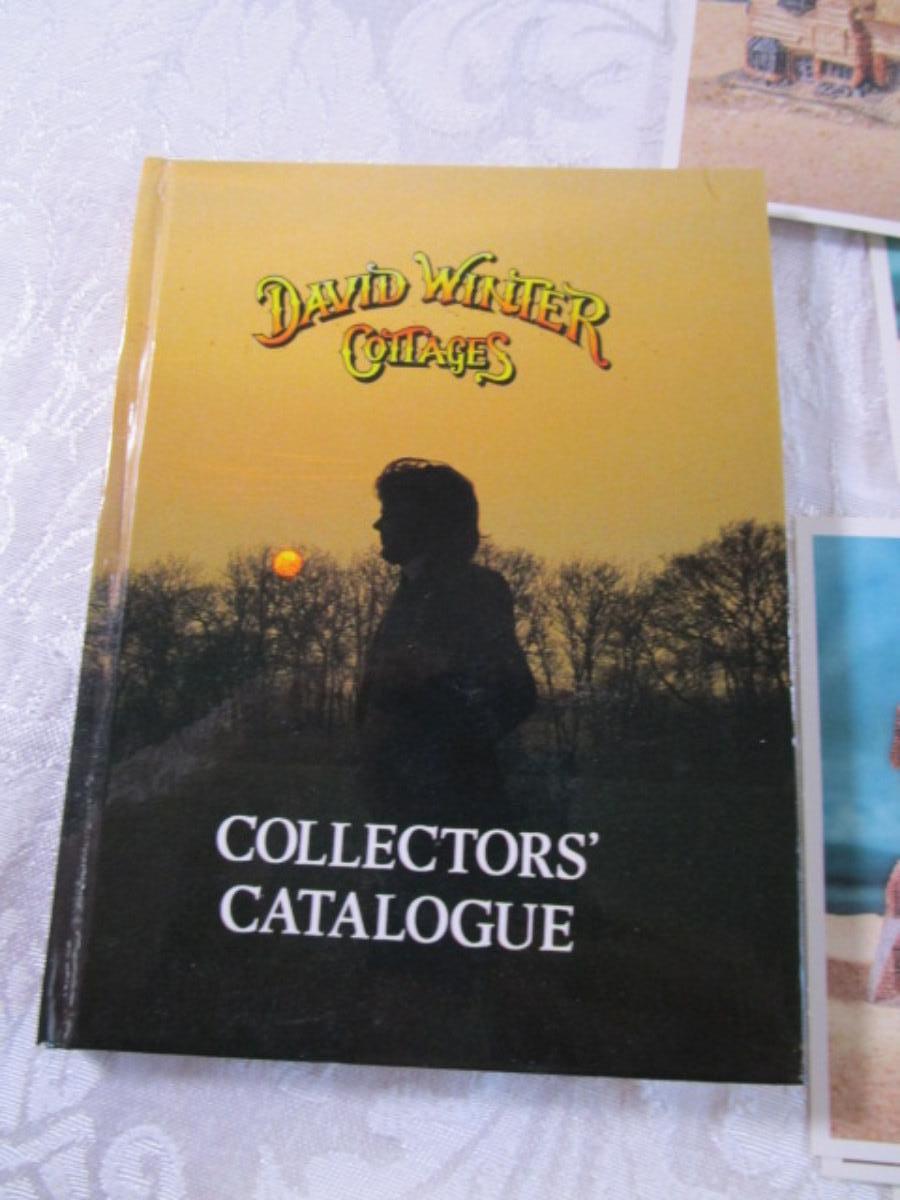 DAVID WINTER
COTTAGES
COLLECTORS'
CATALOGUE